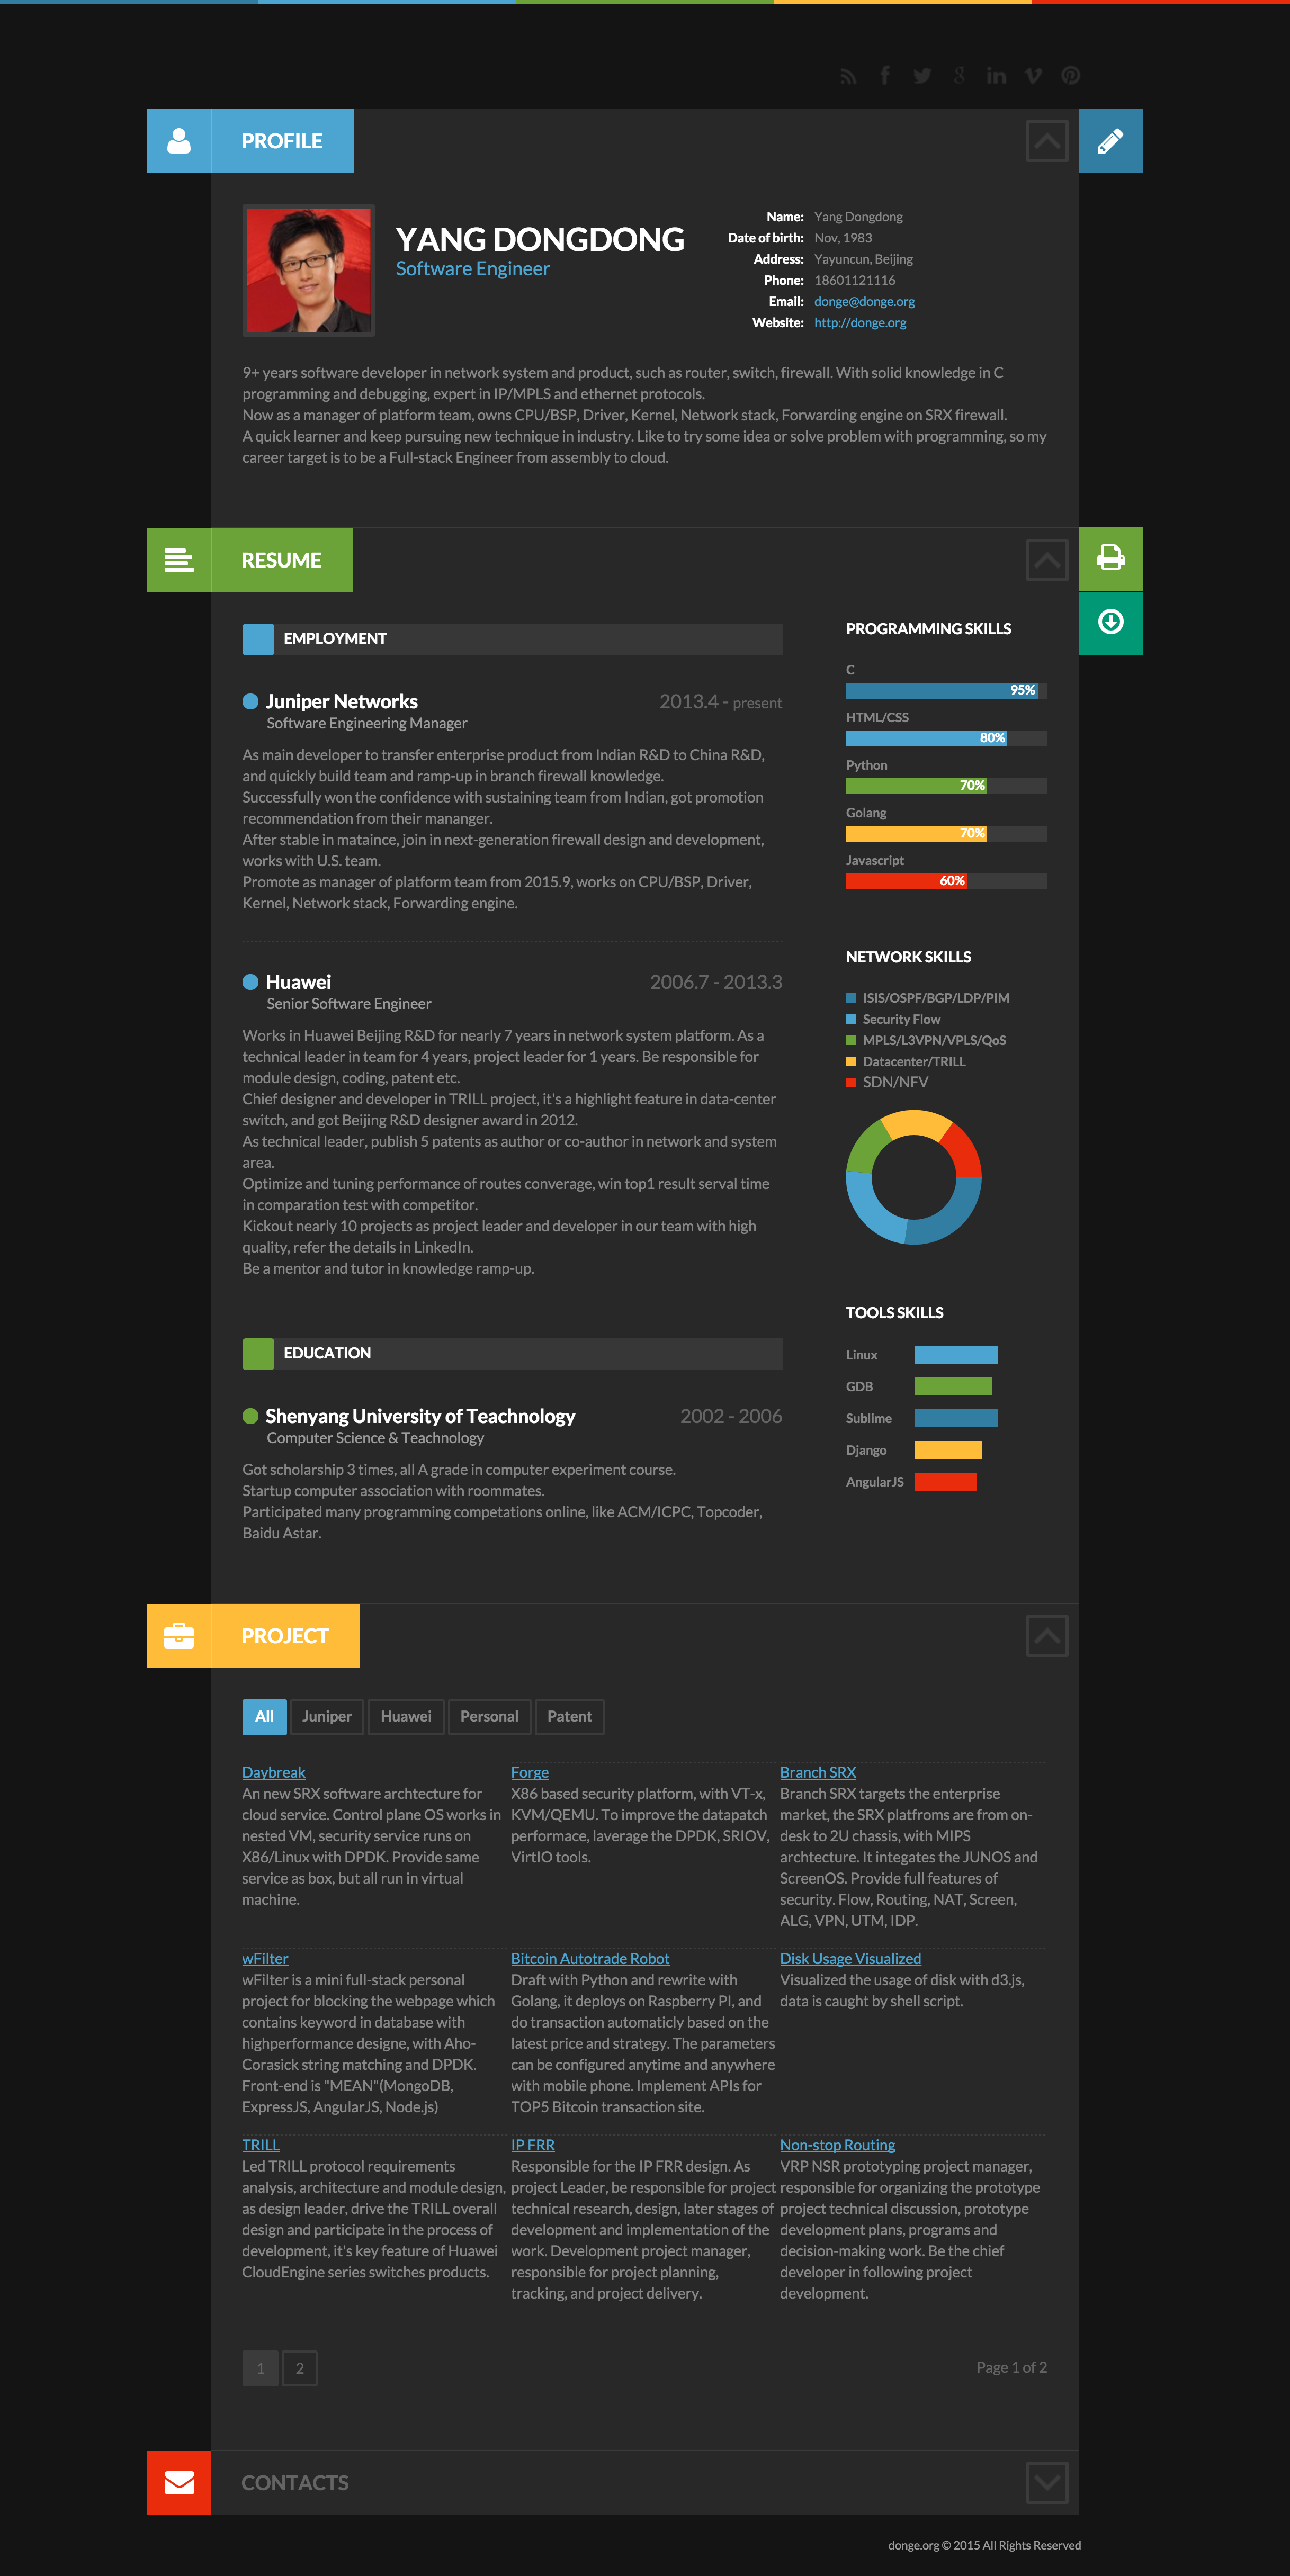 PROFILE
YANG DONGDONG
Software Engineer
Name: Yang Dongdong
Date of birth: Nov, 1983
Address: Yayuncun, Beijing
Phone: 18601121116
Email: donge@donge.org
Website: http://donge.org
9+ years software developer in network system and product, such as router, switch, firewall. With solid knowledge in C
programming and debugging, expert in IP/MPLS and ethernet protocols.
Now as a manager of platform team, owns CPU/BSP, Driver, Kernel, Network stack, Forwarding engine on SRX firewall.
A quick learner and keep pursuing new technique in industry. Like to try some idea or solve problem with programming, so my
career target is to be a Full-stack Engineer from assembly to cloud.
RESUME
EMPLOYMENT
Juniper Networks 2013.4 - present
Software Engineering Manager
As main developer to transfer enterprise product from Indian R&D to China R&D,
and quickly build team and ramp-up in branch firewall knowledge.
Successfully won the confidence with sustaining team from Indian, got promotion
recommendation from their mananger.
After stable in mataince, join in next-generation firewall design and development,
works with U.S. team.
Promote as manager of platform team from 2015.9, works on CPU/BSP, Driver,
Kernel, Network stack, Forwarding engine.
Huawei 2006.7 - 2013.3
Senior Software Engineer
Works in Huawei Beijing R&D for nearly 7 years in network system platform. As a
technical leader in team for 4 years, project leader for 1 years. Be responsible for
module design, coding, patent etc.
Chief designer and developer in TRILL project, it's a highlight feature in data-center
switch, and got Beijing R&D designer award in 2012.
As technical leader, publish 5 patents as author or co-author in network and system
area.
Optimize and tuning performance of routes converage, win top1 result serval time
in comparation test with competitor.
Kickout nearly 10 projects as project leader and developer in our team with high
quality, refer the details in LinkedIn.
Be a mentor and tutor in knowledge ramp-up.
EDUCATION
Shenyang University of Teachnology 2002 - 2006
Computer Science & Teachnology
Got scholarship 3 times, all A grade in computer experiment course.
Startup computer association with roommates.
Participated many programming competations online, like ACM/ICPC, Topcoder,
Baidu Astar.
PROGRAMMING SKILLS
C
95%
HTML/CSS
80%
Python
70%
Golang
70%
Javascript
60%
NETWORK SKILLS
ISIS/OSPF/BGP/LDP/PIM
Security Flow
MPLS/L3VPN/VPLS/QoS
Datacenter/TRILL
SDN/NFV
TOOLS SKILLS
Linux
GDB
Sublime
Django
AngularJS
PROJECT
All Juniper Huawei Personal Patent
Daybreak
An new SRX software archtecture for
cloud service. Control plane OS works in
nested VM, security service runs on
X86/Linux with DPDK. Provide same
service as box, but all run in virtual
machine.
Forge
X86 based security platform, with VT-x,
KVM/QEMU. To improve the datapatch
performace, laverage the DPDK, SRIOV,
VirtIO tools.
Branch SRX
Branch SRX targets the enterprise
market, the SRX platfroms are from on-
desk to 2U chassis, with MIPS
archtecture. It integates the JUNOS and
ScreenOS. Provide full features of
security. Flow, Routing, NAT, Screen,
ALG, VPN, UTM, IDP.
wFilter
wFilter is a mini full-stack personal
project for blocking the webpage which
contains keyword in database with
highperformance designe, with Aho-
Corasick string matching and DPDK.
Front-end is "MEAN"(MongoDB,
ExpressJS, AngularJS, Node.js)
Bitcoin Autotrade Robot
Draft with Python and rewrite with
Golang, it deploys on Raspberry PI, and
do transaction automaticly based on the
latest price and strategy. The parameters
can be configured anytime and anywhere
with mobile phone. Implement APIs for
TOP5 Bitcoin transaction site.
Disk Usage Visualized
Visualized the usage of disk with d3.js,
data is caught by shell script.
TRILL
Led TRILL protocol requirements
analysis, architecture and module design,
as design leader, drive the TRILL overall
design and participate in the process of
development, it's key feature of Huawei
CloudEngine series switches products.
IP FRR
Responsible for the IP FRR design. As
project Leader, be responsible for project
technical research, design, later stages of
development and implementation of the
work. Development project manager,
responsible for project planning,
tracking, and project delivery.
Non-stop Routing
VRP NSR prototyping project manager,
responsible for organizing the prototype
project technical discussion, prototype
development plans, programs and
decision-making work. Be the chief
developer in following project
development.
1 2 Page 1 of 2
CONTACTS
donge.org © 2015 All Rights Reserved